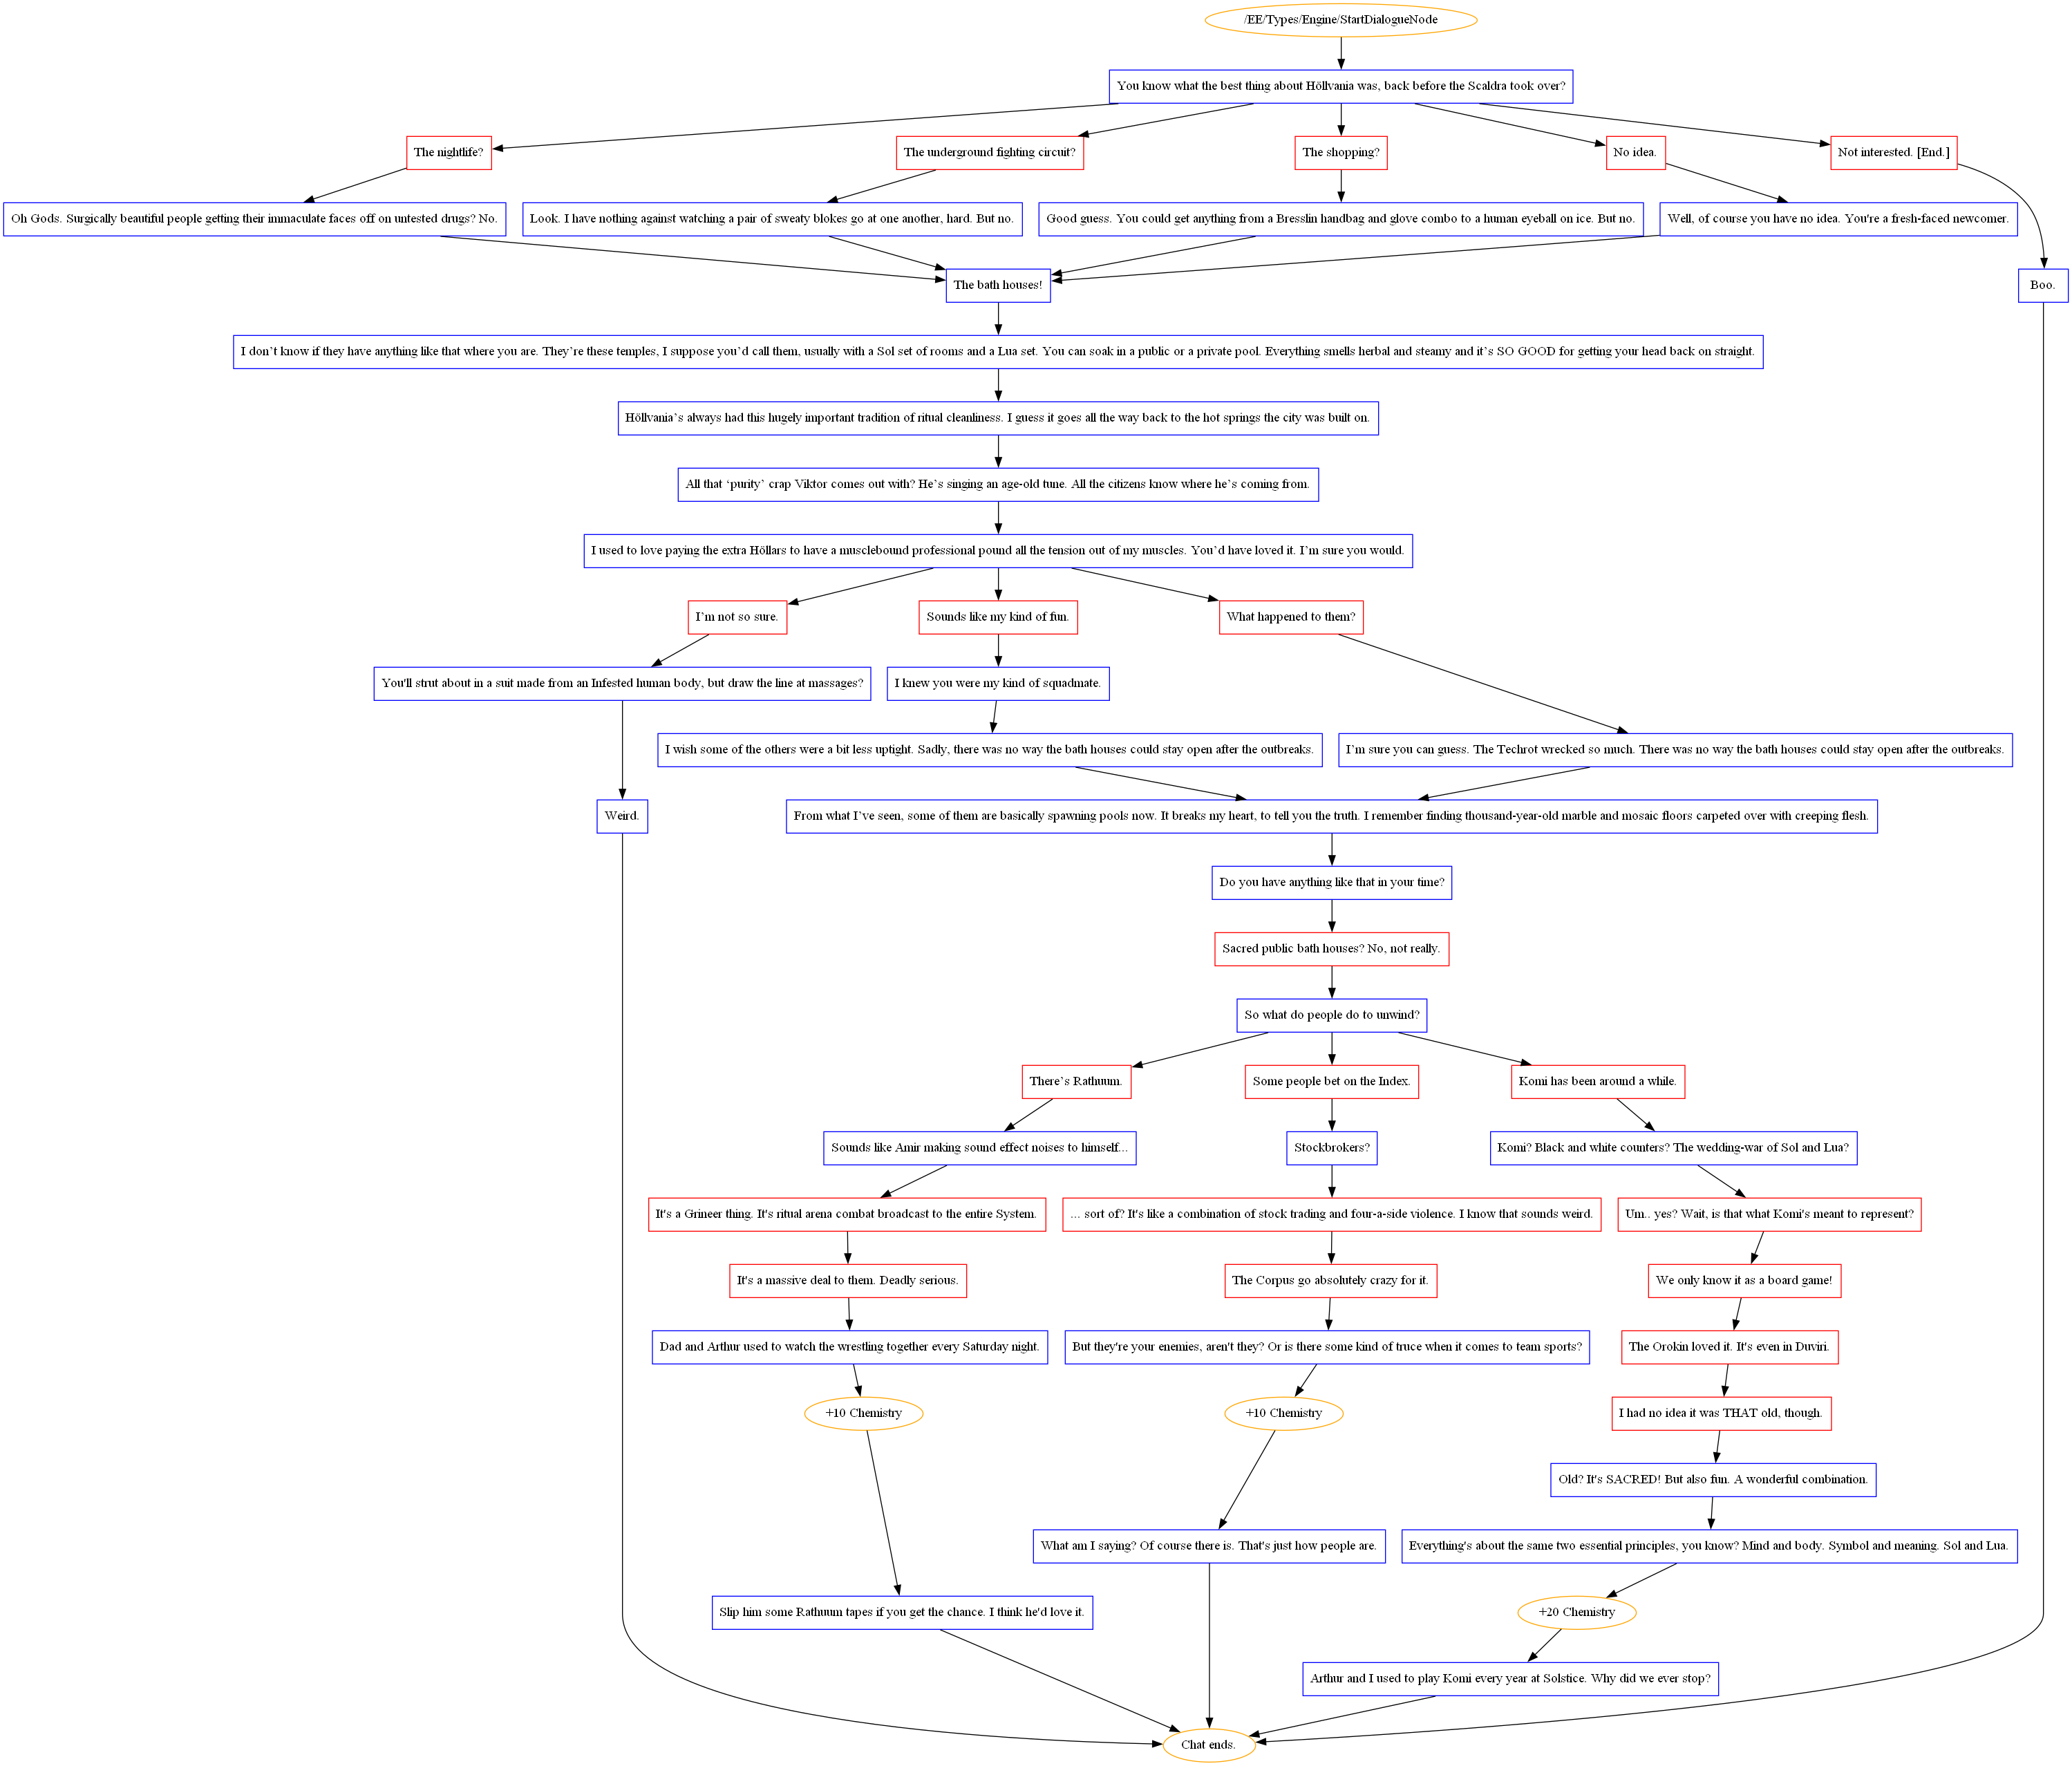 /EE/Types/Engine/StartDialogueNode
You know what the best thing about Höllvania was, back before the Scaldra took over?
The nightlife?
The underground fighting circuit?
The shopping?
No idea.
Not interested. [End.]
Oh Gods. Surgically beautiful people getting their immaculate faces off on untested drugs? No.
Look. I have nothing against watching a pair of sweaty blokes go at one another, hard. But no.
Good guess. You could get anything from a Bresslin handbag and glove combo to a human eyeball on ice. But no.
Well, of course you have no idea. You're a fresh-faced newcomer.
The bath houses!
Boo.
I don’t know if they have anything like that where you are. They’re these temples, I suppose you’d call them, usually with a Sol set of rooms and a Lua set. You can soak in a public or a private pool. Everything smells herbal and steamy and it’s SO GOOD for getting your head back on straight.
Höllvania’s always had this hugely important tradition of ritual cleanliness. I guess it goes all the way back to the hot springs the city was built on.
All that ‘purity’ crap Viktor comes out with? He’s singing an age-old tune. All the citizens know where he’s coming from.
I used to love paying the extra Höllars to have a musclebound professional pound all the tension out of my muscles. You’d have loved it. I’m sure you would.
I’m not so sure.
Sounds like my kind of fun.
What happened to them?
You'll strut about in a suit made from an Infested human body, but draw the line at massages?
I knew you were my kind of squadmate.
I wish some of the others were a bit less uptight. Sadly, there was no way the bath houses could stay open after the outbreaks.
I’m sure you can guess. The Techrot wrecked so much. There was no way the bath houses could stay open after the outbreaks.
Weird.
From what I’ve seen, some of them are basically spawning pools now. It breaks my heart, to tell you the truth. I remember finding thousand-year-old marble and mosaic floors carpeted over with creeping flesh.
Do you have anything like that in your time?
Sacred public bath houses? No, not really.
So what do people do to unwind?
There’s Rathuum.
Some people bet on the Index.
Komi has been around a while.
Sounds like Amir making sound effect noises to himself...
Stockbrokers?
Komi? Black and white counters? The wedding-war of Sol and Lua?
It's a Grineer thing. It's ritual arena combat broadcast to the entire System.
... sort of? It's like a combination of stock trading and four-a-side violence. I know that sounds weird.
Um.. yes? Wait, is that what Komi's meant to represent?
It's a massive deal to them. Deadly serious.
The Corpus go absolutely crazy for it.
We only know it as a board game!
Dad and Arthur used to watch the wrestling together every Saturday night.
But they're your enemies, aren't they? Or is there some kind of truce when it comes to team sports?
The Orokin loved it. It's even in Duviri.
+10 Chemistry
+10 Chemistry
I had no idea it was THAT old, though.
Old? It's SACRED! But also fun. A wonderful combination.
What am I saying? Of course there is. That's just how people are.
Everything's about the same two essential principles, you know? Mind and body. Symbol and meaning. Sol and Lua.
Slip him some Rathuum tapes if you get the chance. I think he'd love it.
+20 Chemistry
Arthur and I used to play Komi every year at Solstice. Why did we ever stop?
Chat ends.